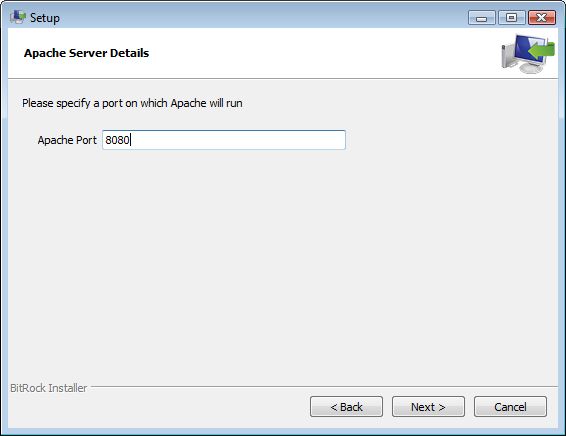 Setup
Apache Server Details
Please specify a port on which Apache will run
Apache Port 8080
BitRock Installer
< Back Next > Cancel